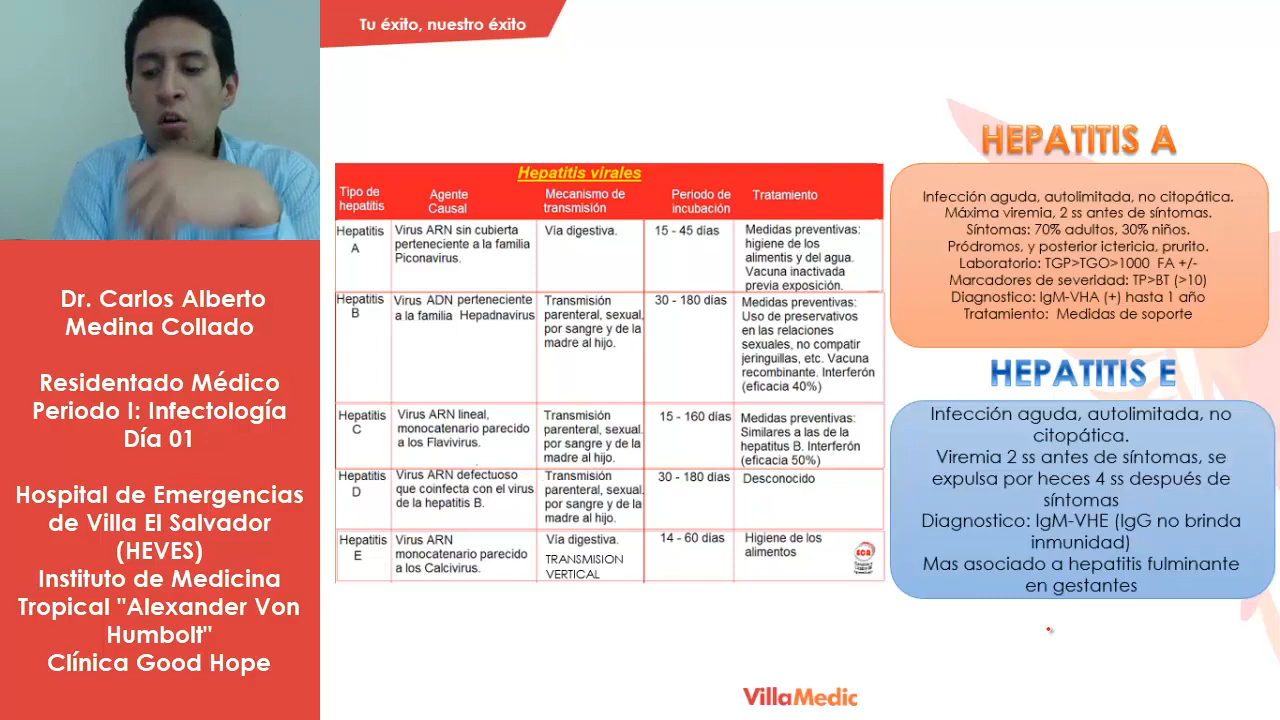 Tu éxito, nuestro éxito
Dr. Carlos Alberto
Medina Collado
Residentado Médico
Periodo I: Infectología
Día 01
Hospital de Emergencias
de Villa El Salvador
(HEVES)
Instituto de Medicina
Tropical "Alexander Von
Humbolt"
Clínica Good Hope
Hepatitis virales
Tipo de
hepatitis
Agente
Causal
Mecanismo de
transmisión
Periodo de
incubación
Tratamiento
Hepatitis
A
Virus ARN sin cubierta
perteneciente a la familia
Piconavirus.
Vía digestiva.
15 - 45 días
Medidas preventivas:
higiene de los
alimentis y del agua.
Vacuna inactivada
previa exposición.
Hepatitis
B
Virus ADN perteneciente
a la familia Hepadnavirus
Transmisión
parenteral, sexual,
por sangre y de la
madre al hijo.
30 - 180 días
Medidas preventivas:
Uso de preservativos
en las relaciones
sexuales, no compatir
jeringuillas, etc. Vacuna
recombinante. Interferón
(eficacia 40%)
Hepatitis
C
Virus ARN lineal,
monocatenario parecido
a los Flavivirus.
Transmisión
parenteral, sexual,
por sangre y de la
madre al hijo.
15 - 160 días
Medidas preventivas:
Similares a las de la
hepatitus B. Interferón
(eficacia 50%)
Hepatitis
D
Virus ARN defectuoso
que coinfecta con el virus
de la hepatitis B.
Transmisión
parenteral, sexual,
por sangre y de la
madre al hijo.
30 - 180 días
Desconocido
Hepatitis
E
Virus ARN
monocatenario parecido
a los Calcivirus.
Vía digestiva.
TRANSMISION
VERTICAL
14 - 60 días
Higiene de los
alimentos
HEPATITIS A
Infección aguda, autolimitada, no citopática.
Máxima viremia, 2 ss antes de síntomas.
Síntomas: 70% adultos, 30% niños.
Pródromos, y posterior ictericia, prurito.
Laboratorio: TGP>TGO>1000 FA +/-
Marcadores de severidad: TP>BT (>10)
Diagnostico: IgM-VHA (+) hasta 1 año
Tratamiento: Medidas de soporte
HEPATITIS E
Infección aguda, autolimitada, no
citopática.
Viremia 2 ss antes de síntomas, se
expulsa por heces 4 ss después de
síntomas
Diagnostico: IgM-VHE (IgG no brinda
inmunidad)
Mas asociado a hepatitis fulminante
en gestantes
VillaMedic